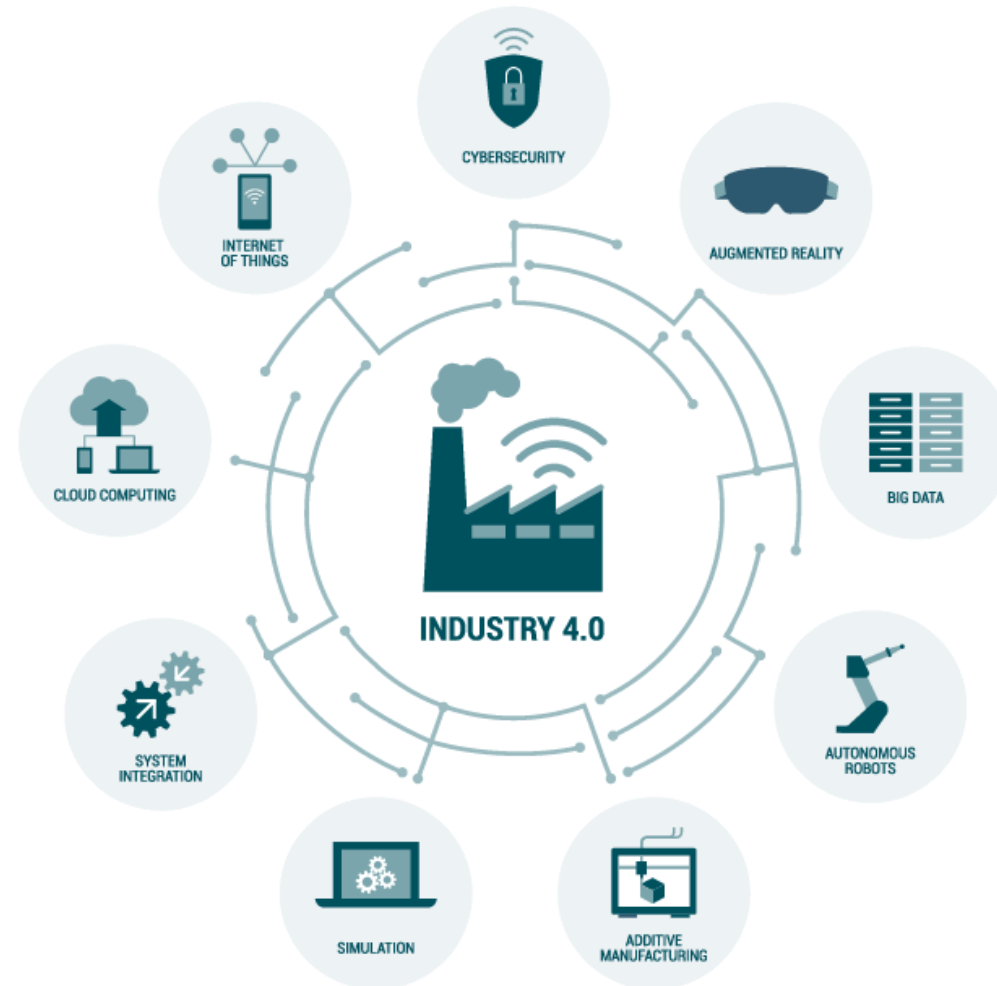 CYBERSECURITY
AUGMENTED REALITY
BIG DATA
AUTONOMOUS
ROBOTS
ADDITIVE
MANUFACTURING
SIMULATION
SYSTEM
INTEGRATION
CLOUD COMPUTING
INTERNET
OF THINGS
INDUSTRY 4.0